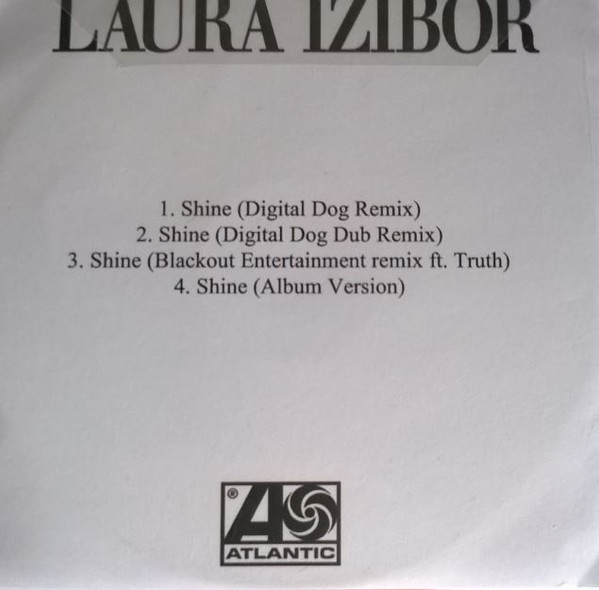 LAURA IZIBOR
1. Shine (Digital Dog Remix)
2. Shine (Digital Dog Dub Remix)
3. Shine (Blackout Entertainment remix ft. Truth)
4. Shine (Album Version)
®
ATLANTIC